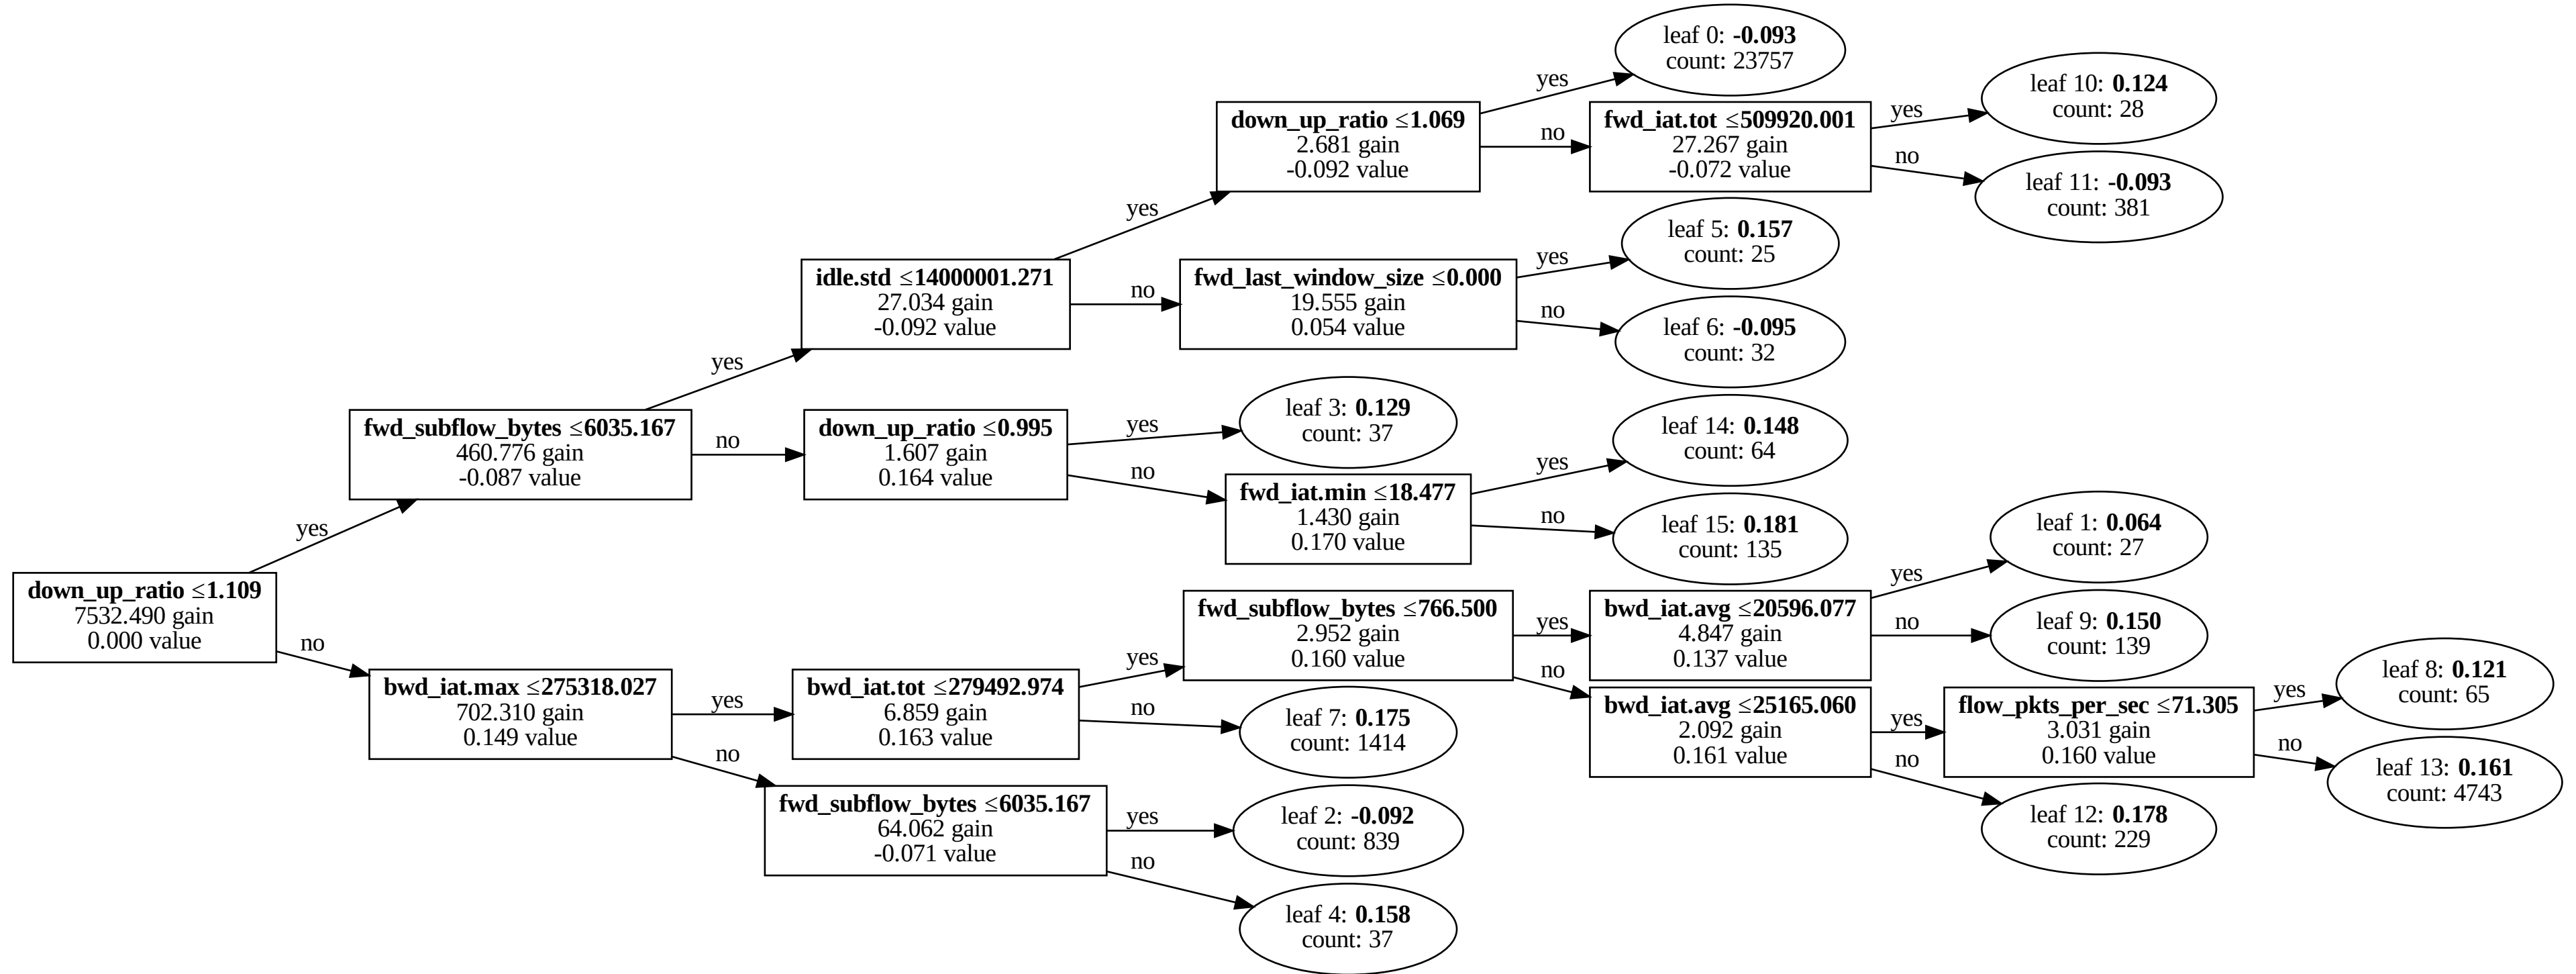 down_up_ratio ≤1.109
7532.490 gain
0.000 value
yes
no
fwd_subflow_bytes ≤6035.167
460.776 gain
-0.087 value
yes
no
bwd_iat.max ≤275318.027
702.310 gain
0.149 value
yes
no
idle.std ≤14000001.271
27.034 gain
-0.092 value
yes
no
down_up_ratio ≤0.995
1.607 gain
0.164 value
yes
no
bwd_iat.tot ≤279492.974
6.859 gain
0.163 value
yes
no
fwd_subflow_bytes ≤6035.167
64.062 gain
-0.071 value
yes
no
down_up_ratio ≤1.069
2.681 gain
-0.092 value
yes
no
fwd_last_window_size ≤0.000
19.555 gain
0.054 value
yes
no
leaf 3: 0.129
count: 37
fwd_iat.min ≤18.477
1.430 gain
0.170 value
yes
no
fwd_subflow_bytes ≤766.500
2.952 gain
0.160 value
yes
no
leaf 7: 0.175
count: 1414
leaf 2: -0.092
count: 839
leaf 4: 0.158
count: 37
leaf 0: -0.093
count: 23757
fwd_iat.tot ≤509920.001
27.267 gain
-0.072 value
yes
no
leaf 5: 0.157
count: 25
leaf 6: -0.095
count: 32
leaf 14: 0.148
count: 64
leaf 15: 0.181
count: 135
bwd_iat.avg ≤20596.077
4.847 gain
0.137 value
yes
no
bwd_iat.avg ≤25165.060
2.092 gain
0.161 value
yes
no
leaf 10: 0.124
count: 28
leaf 11: -0.093
count: 381
leaf 1: 0.064
count: 27
leaf 9: 0.150
count: 139
flow_pkts_per_sec ≤71.305
3.031 gain
0.160 value
yes
no
leaf 12: 0.178
count: 229
leaf 8: 0.121
count: 65
leaf 13: 0.161
count: 4743